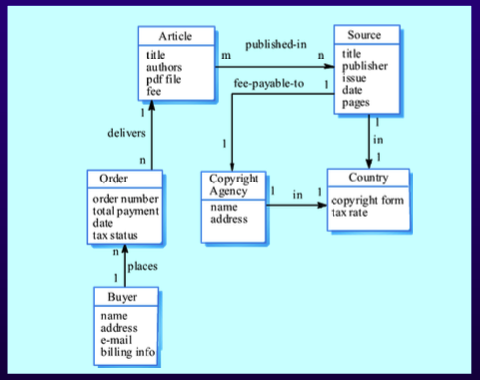 Article
title
authors
pdf file
fee
published-in
m
n
Source
title
publisher
issue
date
pages
fee-payable-to
1
1
delivers
1
n
1
in
1
Order
order number
total payment
date
tax status
Copyright
Agency
name
address
1
in
1
Country
copyright form
tax rate
n
places
1
Buyer
name
address
e-mail
billing info